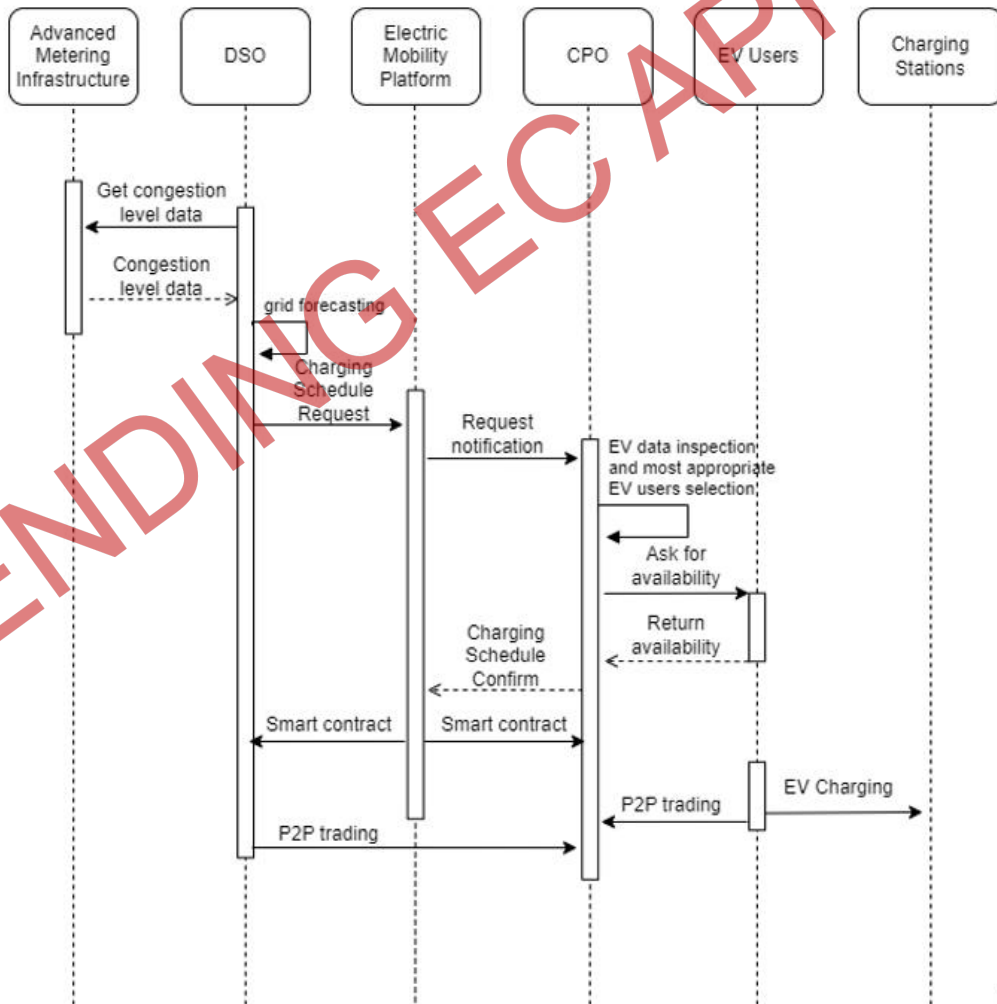 Advanced
Metering
Infrastructure
DSO
Electric
Mobility
Platform
CPO
EV Users
Charging
Stations
Get congestion
level data
Congestion
level data
grid forecasting
Charging
Schedule
Request
Request
notification
EV data inspection
and most appropriate
EV users selection
Ask for
availability
Return
availability
Charging
Schedule
Confirm
Smart contract
Smart contract
EV Charging
P2P trading
P2P trading
ENDING EC AP